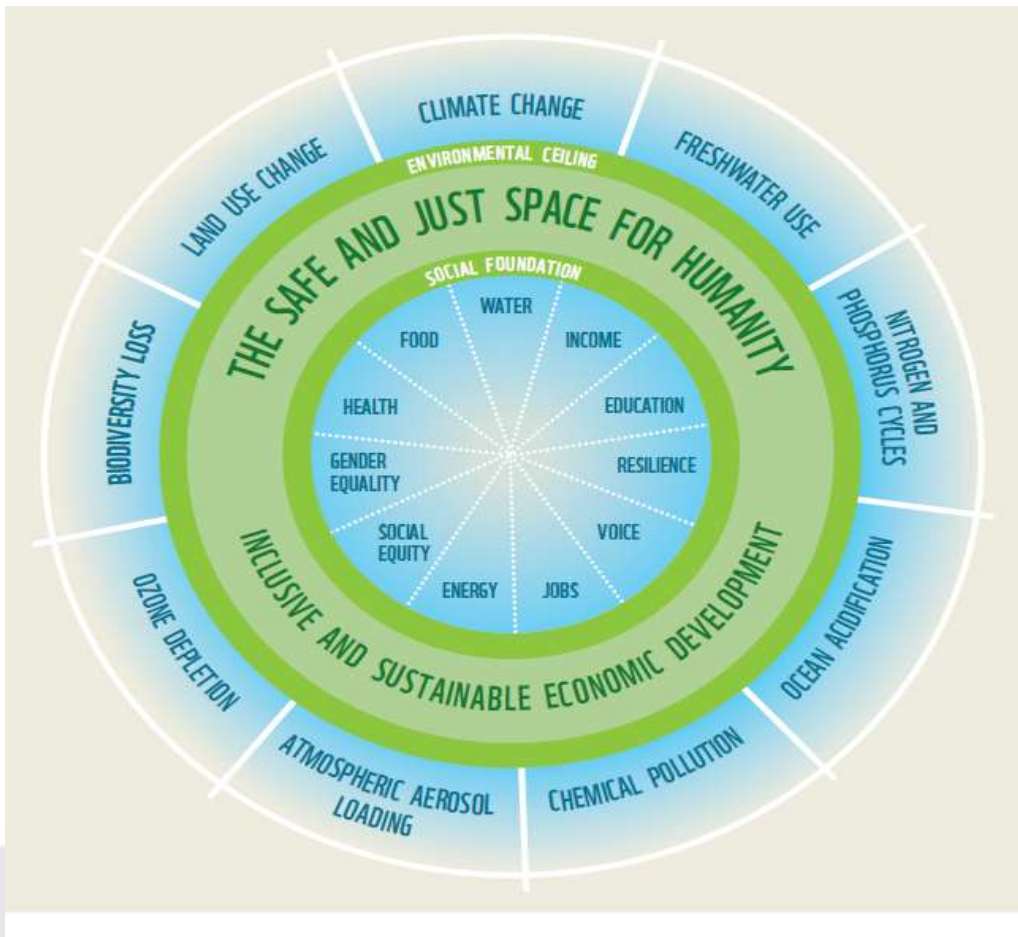 CLIMATE CHANGE
FRESHWATER USE
NITROGEN AND
PHOSPHORUS CYCLES
OCEAN ACIDIFICATION
CHEMICAL POLLUTION
ATMOSPHERIC AEROSOL
LOADING
OZONE DEPLETION
BIODIVERSITY LOSS
LAND USE CHANGE
ENVIRONMENTAL CEILING
THE SAFE AND JUST SPACE FOR HUMANITY
SOCIAL FOUNDATION
WATER
INCOME
EDUCATION
RESILIENCE
VOICE
JOBS
ENERGY
SOCIAL
EQUITY
GENDER
EQUALITY
HEALTH
FOOD
INCLUSIVE AND SUSTAINABLE ECONOMIC DEVELOPMENT